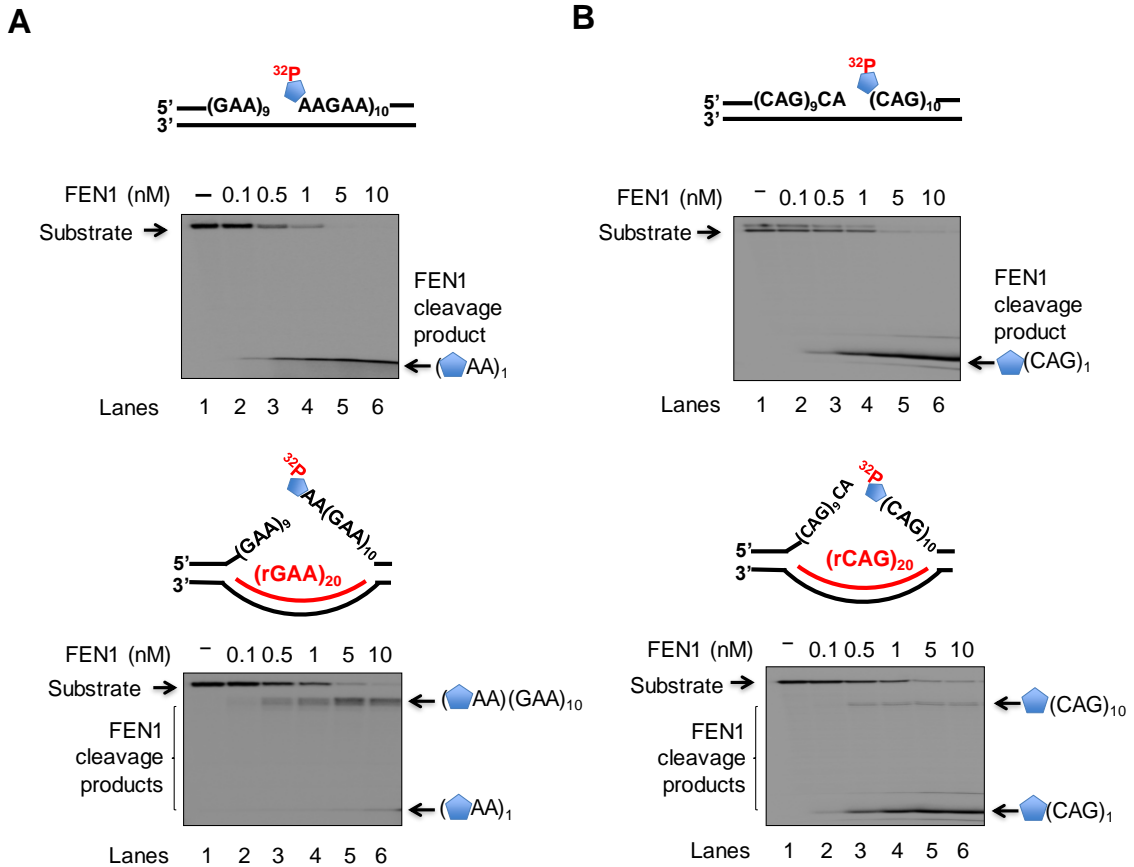 A
32P
5’ (GAA)9 AAGAA)10
3’
FEN1 (nM) – 0.1 0.5 1 5 10
Substrate
FEN1
cleavage
product
( AA)1
Lanes 1 2 3 4 5 6
32P
(GAA)9 AA(GAA)10
5’
3’
(rGAA)20
FEN1 (nM) – 0.1 0.5 1 5 10
Substrate
( AA)(GAA)10
FEN1
cleavage
products
( AA)1
Lanes 1 2 3 4 5 6
B
32P
5’ (CAG)9CA (CAG)10
3’
FEN1 (nM) – 0.1 0.5 1 5 10
Substrate
FEN1
cleavage
product
(CAG)1
Lanes 1 2 3 4 5 6
32P
(CAG)9 CA (CAG)10
5’
3’
(rCAG)20
FEN1 (nM) – 0.1 0.5 1 5 10
Substrate
(CAG)10
FEN1
cleavage
products
(CAG)1
Lanes 1 2 3 4 5 6